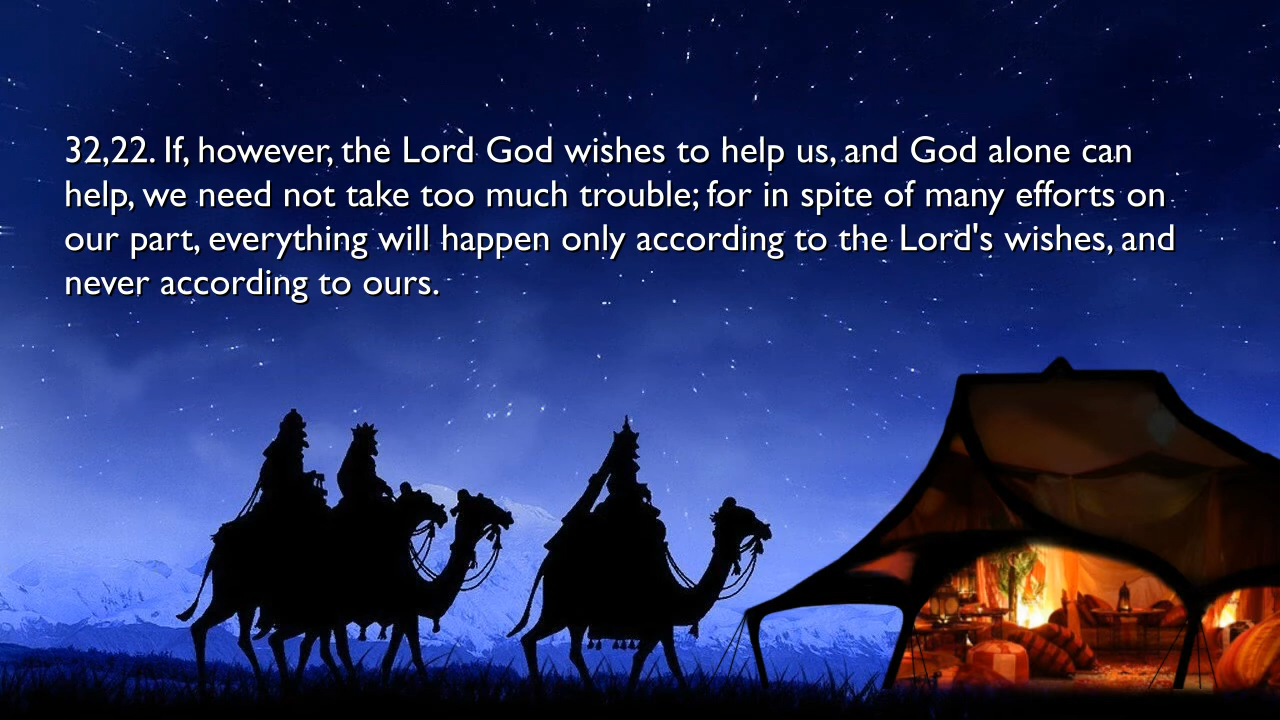 32,22. If, however, the Lord God wishes to help us, and God alone can
help, we need not take too much trouble; for in spite of many efforts on
our part, everything will happen only according to the Lord's wishes, and
never according to ours.